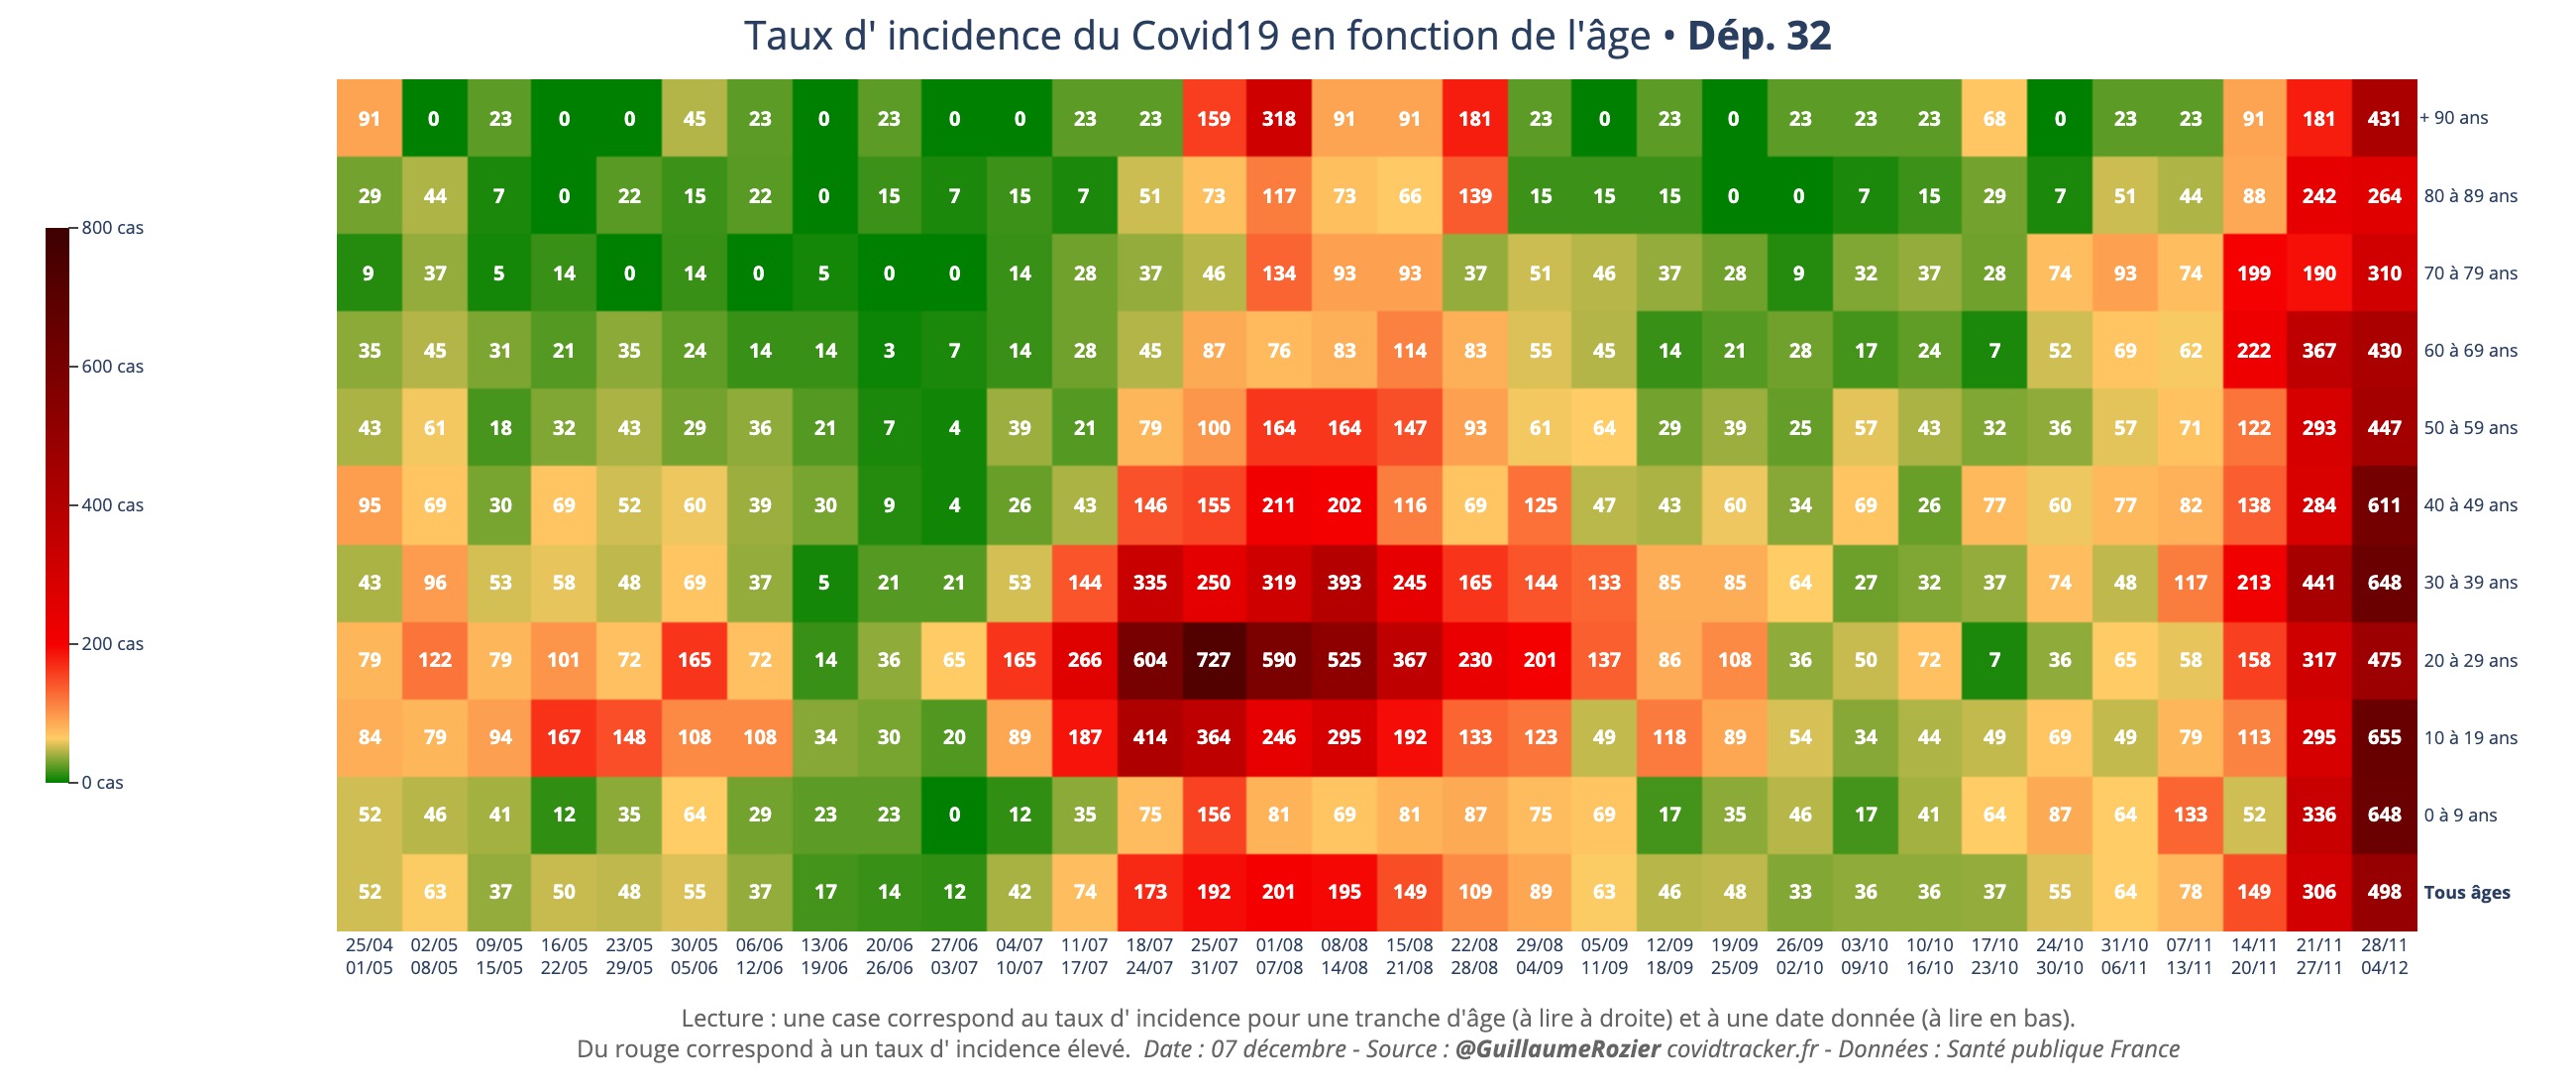 Taux d' incidence du Covid19 en fonction de l'âge • Dép. 32
800 cas
600 cas
400 cas
200 cas
0 cas
91 0 23 0 0 45 23 0 23 0 0 23 23 159 318 91 91 181 23 0 23 0 23 23 23 68 0 23 23 91 181 431 + 90 ans
29 44 7 0 22 15 22 0 15 7 15 7 51 73 117 73 66 139 15 15 15 0 0 7 15 29 7 51 44 88 242 264 80 à 89 ans
9 37 5 14 0 14 0 5 0 0 14 28 37 46 134 93 93 37 51 46 37 28 9 32 37 28 74 93 74 199 190 310 70 à 79 ans
35 45 31 21 35 24 14 14 3 7 14 28 45 87 76 83 114 83 55 45 14 21 28 17 24 7 52 69 62 222 367 430 60 à 69 ans
43 61 18 32 43 29 36 21 7 4 39 21 79 100 164 164 147 93 61 64 29 39 25 57 43 32 36 57 71 122 293 447 50 à 59 ans
95 69 30 69 52 60 39 30 9 4 26 43 146 155 211 202 116 69 125 47 43 60 34 69 26 77 60 77 82 138 284 611 40 à 49 ans
43 96 53 58 48 69 37 5 21 21 53 144 335 250 319 393 245 165 144 133 85 85 64 27 32 37 74 48 117 213 441 648 30 à 39 ans
79 122 79 101 72 165 72 14 36 65 165 266 604 727 590 525 367 230 201 137 86 108 36 50 72 7 36 65 58 158 317 475 20 à 29 ans
84 79 94 167 148 108 108 34 30 20 89 187 414 364 246 295 192 133 123 49 118 89 54 34 44 49 69 49 79 113 295 655 10 à 19 ans
52 46 41 12 35 64 29 23 23 0 12 35 75 156 81 69 81 87 75 69 17 35 46 17 41 64 87 64 133 52 336 648 0 à 9 ans
52 63 37 50 48 55 37 17 14 12 42 74 173 192 201 195 149 109 89 63 46 48 33 36 36 37 55 64 78 149 306 498 Tous âges
25/04 02/05 09/05 16/05 23/05 30/05 06/06 13/06 20/06 27/06 04/07 11/07 18/07 25/07 01/08 08/08 15/08 22/08 29/08 05/09 12/09 19/09 26/09 03/10 10/10 17/10 24/10 31/10 07/11 14/11 21/11 28/11
01/05 08/05 15/05 22/05 29/05 05/06 12/06 19/06 26/06 03/07 10/07 17/07 24/07 31/07 07/08 14/08 21/08 28/08 04/09 11/09 18/09 25/09 02/10 09/10 16/10 23/10 30/10 06/11 13/11 20/11 27/11 04/12
Lecture : une case correspond au taux d' incidence pour une tranche d'âge (à lire à droite) et à une date donnée (à lire en bas).
Du rouge correspond à un taux d' incidence élevé. Date : 07 décembre - Source : @GuillaumeRozier covidtracker.fr - Données : Santé publique France